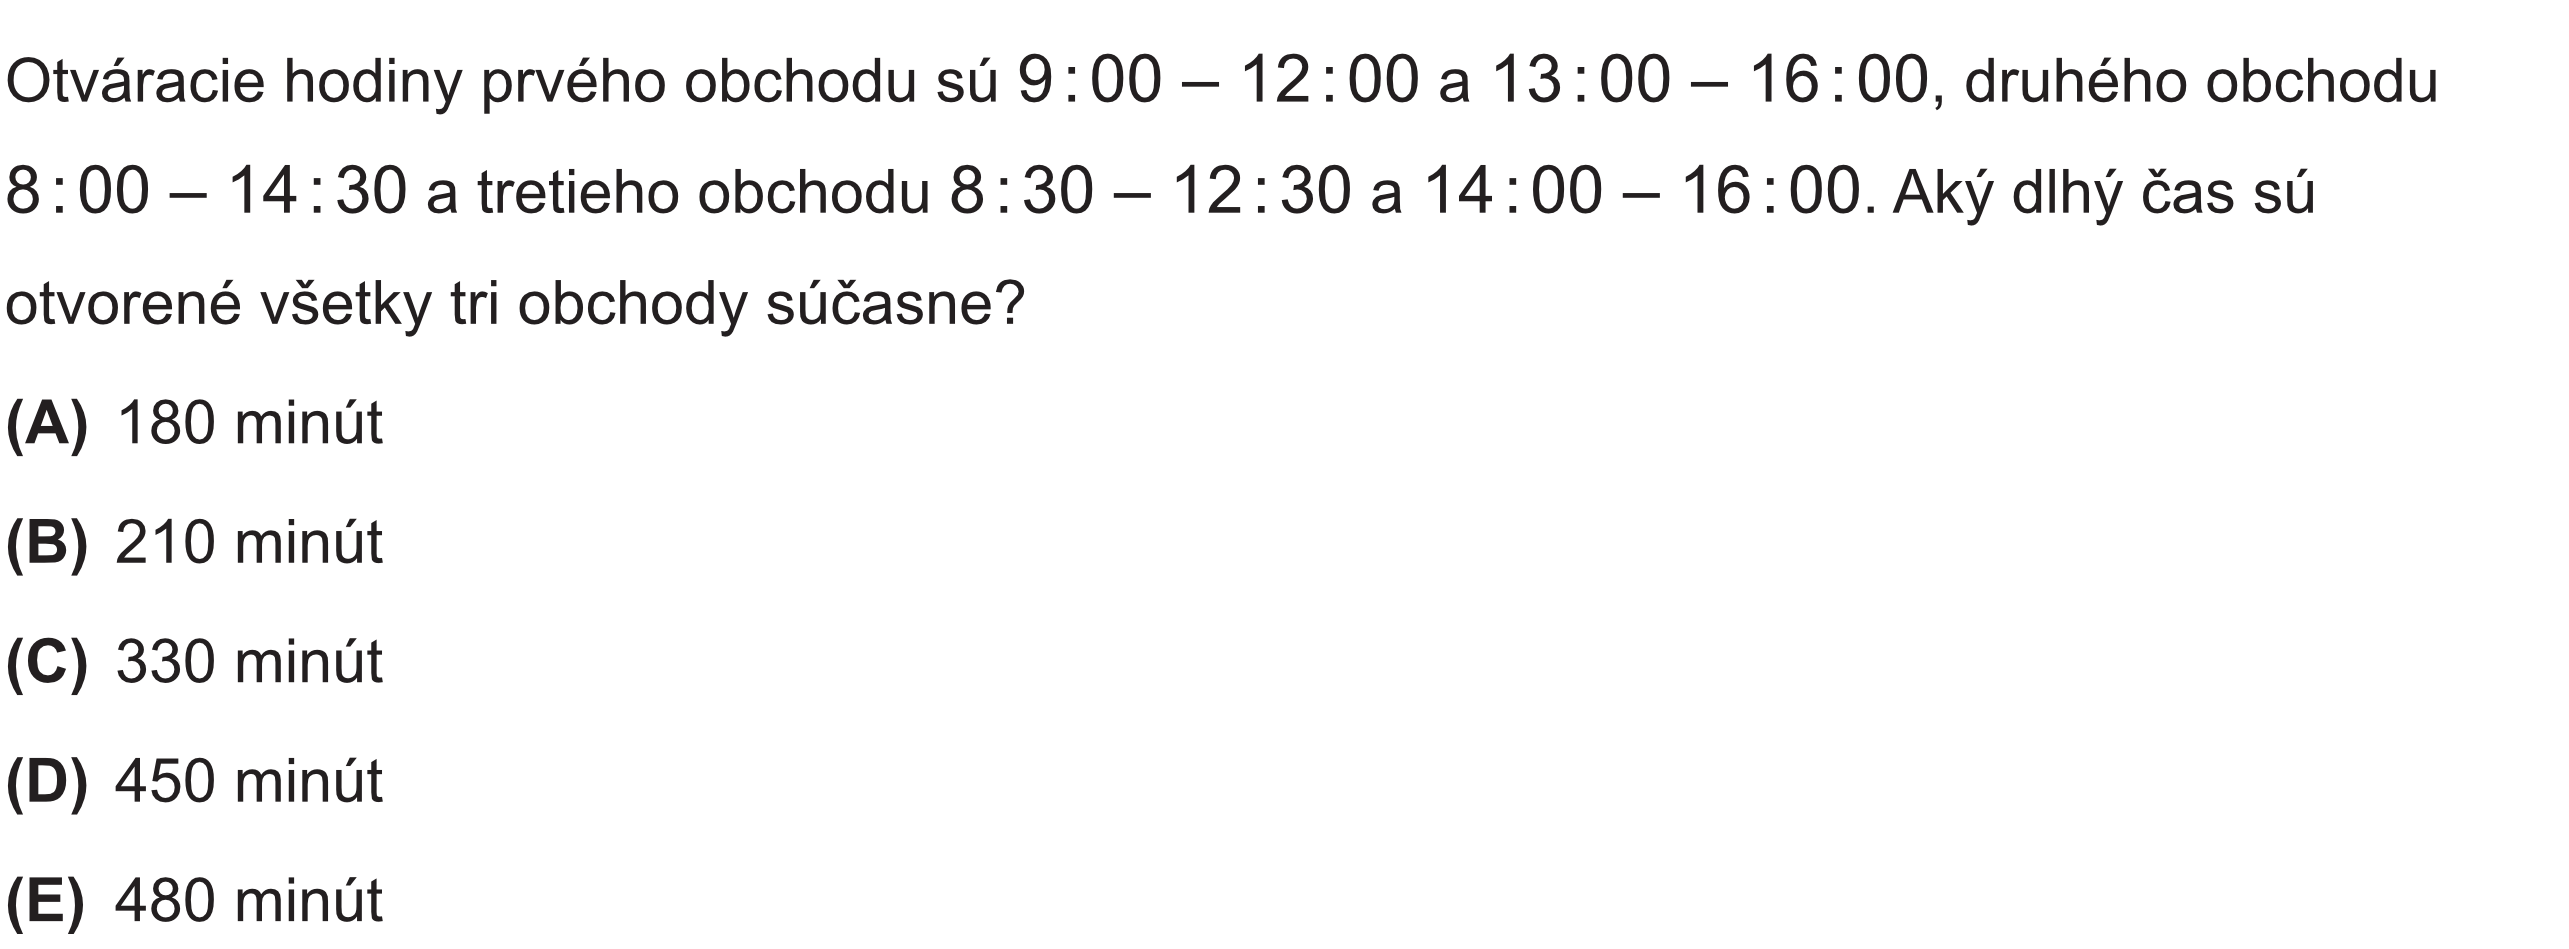 Otváracie hodiny prvého obchodu sú 9:00 – 12:00 a 13:00 – 16:00, druhého obchodu
8:00 – 14:30 a tretieho obchodu 8:30 – 12:30 a 14:00 – 16:00. Aký dlhý čas sú
otvorené všetky tri obchody súčasne?
(A) 180 minút
(B) 210 minút
(C) 330 minút
(D) 450 minút
(E) 480 minút